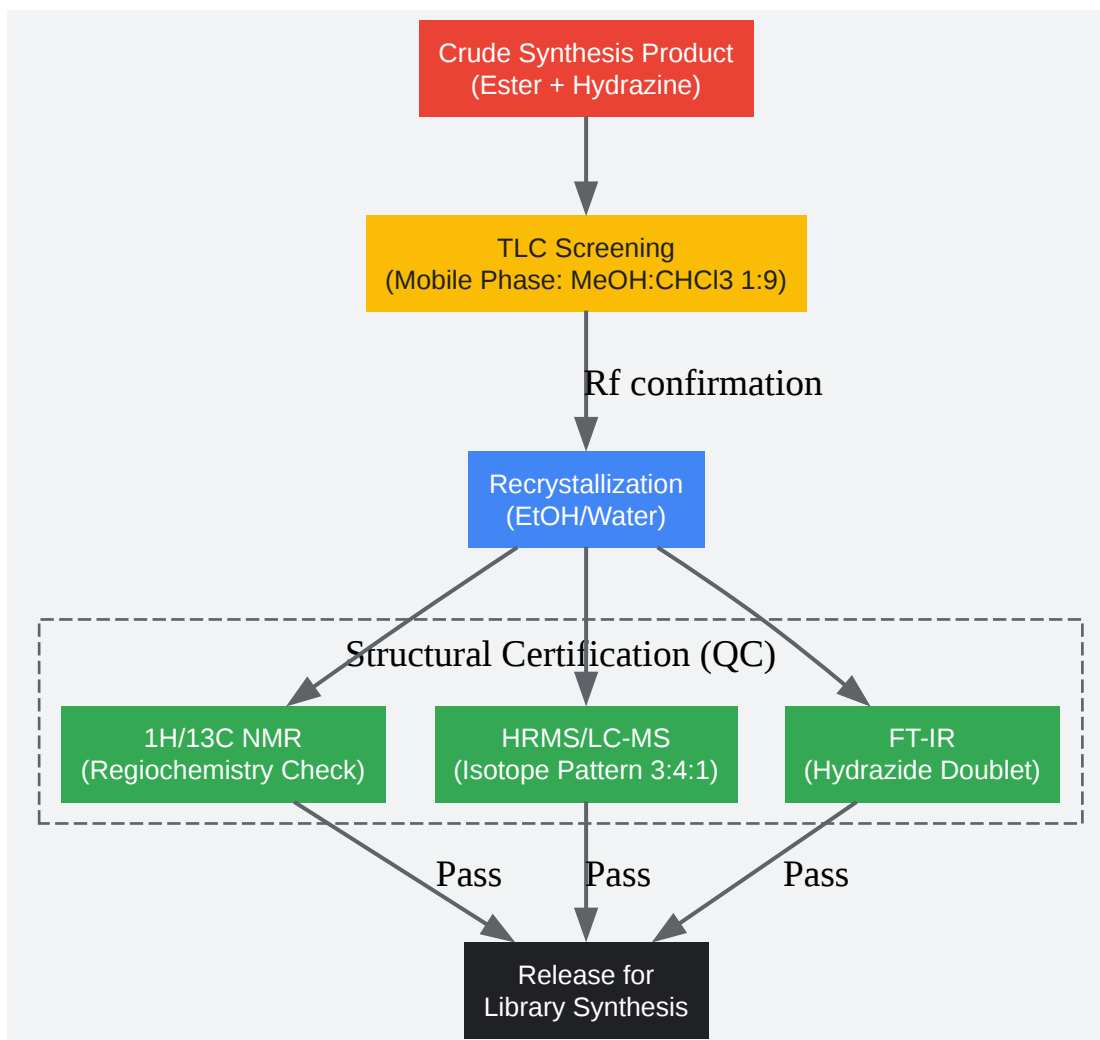 Crude Synthesis Product
(Ester + Hydrazine)
TLC Screening
(Mobile Phase: MeOH:CHCl3 1:9)
Rf confirmation
Recrystallization
(EtOH/Water)
Structural Certification (QC)
1H/13C NMR
(Regiochemistry Check)
HRMS/LC-MS
(Isotope Pattern 3:4:1)
FT-IR
(Hydrazide Doublet)
Pass
Pass
Pass
Release for
Library Synthesis